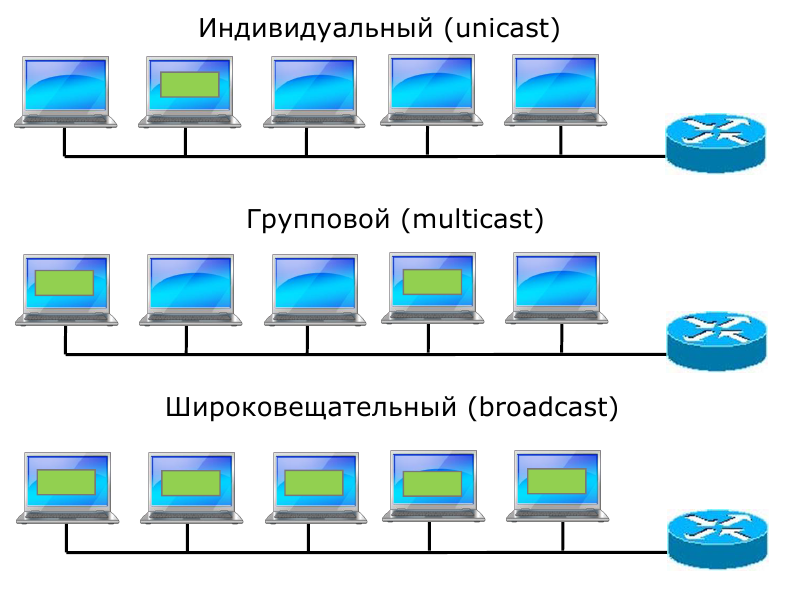 Индивидуальный (unicast)
Групповой (multicast)
Широковещательный (broadcast)